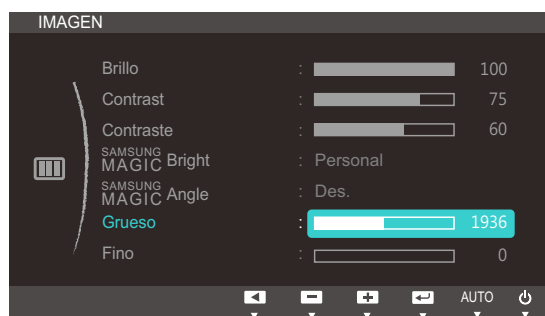 IMAGEN
Brillo : 100
Contrast : 75
Contraste : 60
SAMSUNG MAGIC Bright : Personal
SAMSUNG MAGIC Angle : Des.
Grueso : 1936
Fino : 0
AUTO